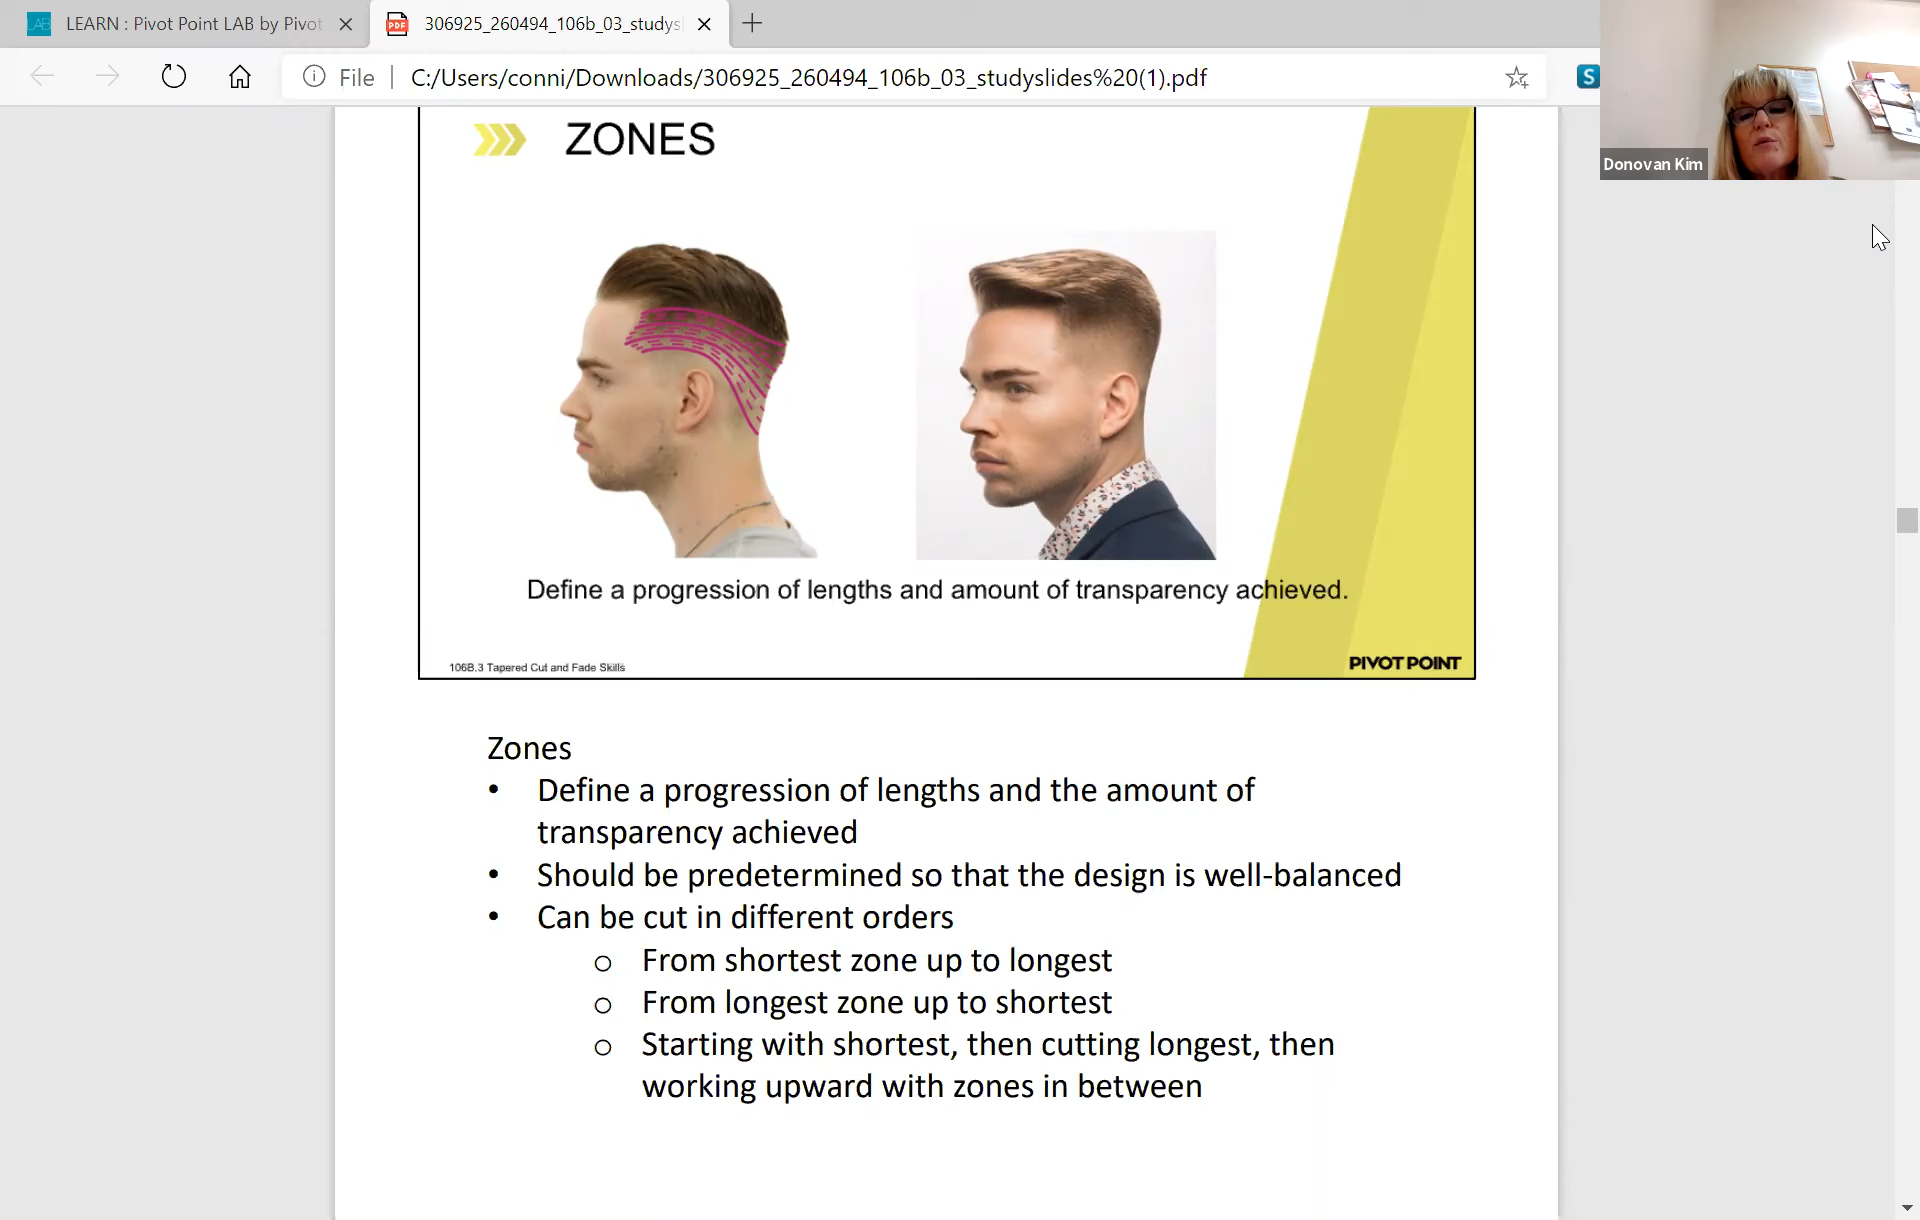 LEARN : Pivot Point LAB by Pivot
306925_260494_106b_03_studys
File
C:/Users/conni/Downloads/306925_260494_106b_03_studyslides%20(1).pdf
S
Donovan Kim
ZONES
Define a progression of lengths and amount of transparency achieved.
106B.3 Tapered Cut and Fade Skills
PIVOT POINT
Zones
• Define a progression of lengths and the amount of
transparency achieved
• Should be predetermined so that the design is well-balanced
• Can be cut in different orders
o From shortest zone up to longest
o From longest zone up to shortest
o Starting with shortest, then cutting longest, then
working upward with zones in between